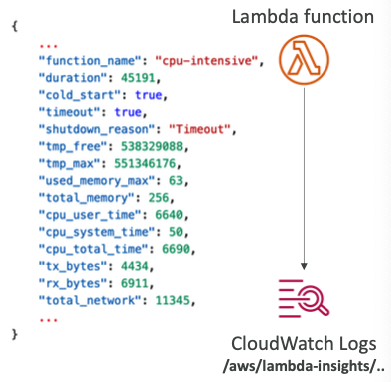 Lambda function
{
...
"function_name": "cpu-intensive",
"duration": 45191,
"cold_start": true,
"timeout": true,
"shutdown_reason": "Timeout",
"tmp_free": 538329088,
"tmp_max": 551346176,
"used_memory_max": 63,
"total_memory": 256,
"cpu_user_time": 6640,
"cpu_system_time": 50,
"cpu_total_time": 6690,
"tx_bytes": 4434,
"rx_bytes": 6911,
"total_network": 11345,
...
}
CloudWatch Logs
/aws/lambda-insights/..